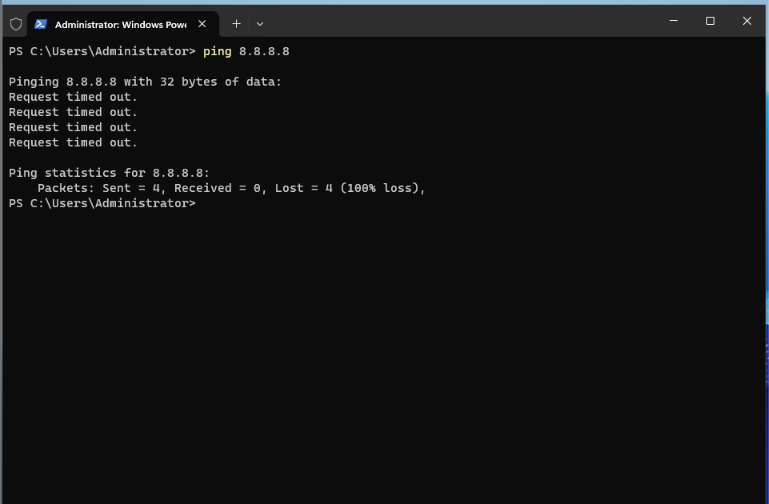 Administrator: Windows Powe
PS C:\Users\Administrator> ping 8.8.8.8
Pinging 8.8.8.8 with 32 bytes of data:
Request timed out.
Request timed out.
Request timed out.
Request timed out.
Ping statistics for 8.8.8.8:
    Packets: Sent = 4, Received = 0, Lost = 4 (100% loss),
PS C:\Users\Administrator>